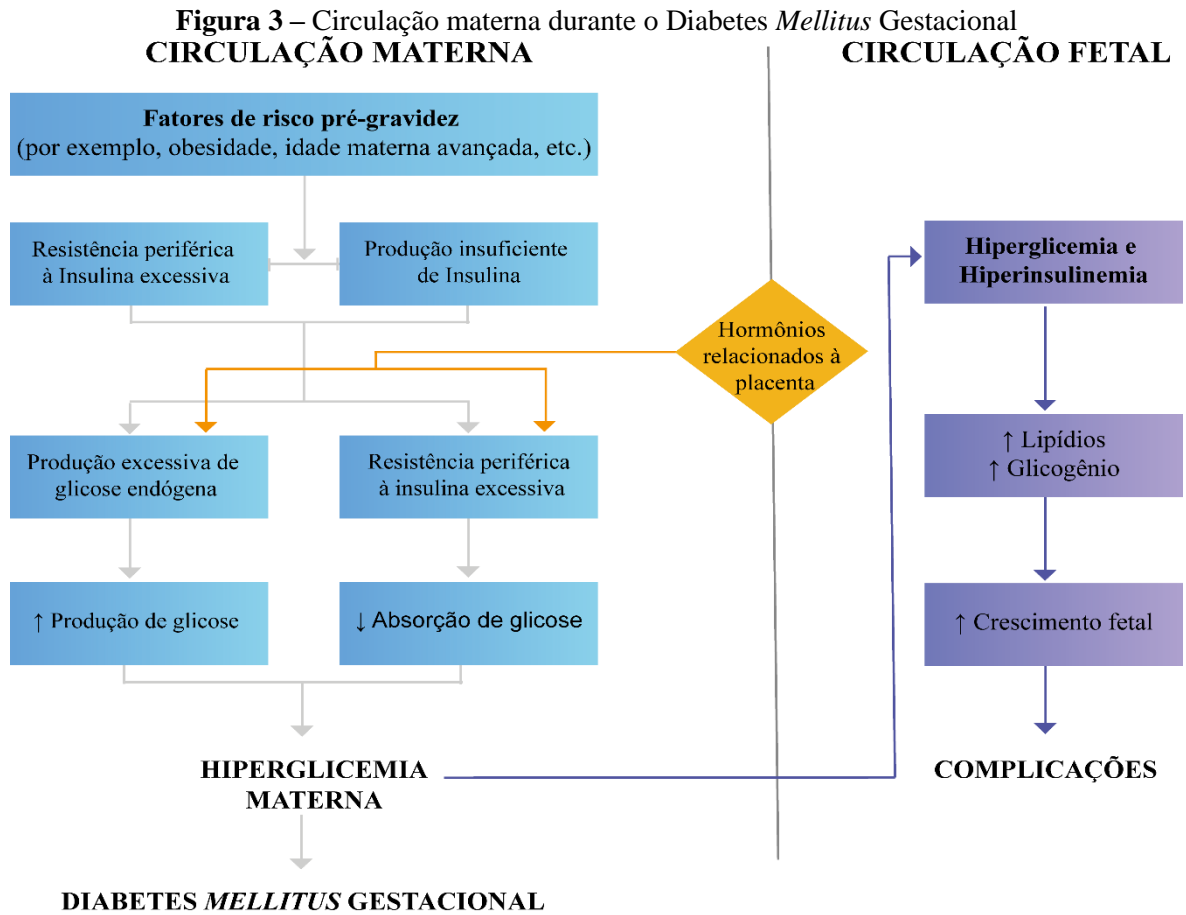 Figura 3 – Circulação materna durante o Diabetes Mellitus Gestacional
CIRCULAÇÃO MATERNA
Fatores de risco pré-gravidez
(por exemplo, obesidade, idade materna avançada, etc.)
Resistência periférica
à Insulina excessiva
Produção insuficiente
de Insulina
Hormônios
relacionados à
placenta
Produção excessiva de
glicose endógena
Resistência periférica
à insulina excessiva
↑ Produção de glicose
↓ Absorção de glicose
HIPERGLICEMIA
MATERNA
DIABETES MELLITUS GESTACIONAL
CIRCULAÇÃO FETAL
Hiperglicemia e
Hiperinsulinemia
↑ Lipídios
↑ Glicogênio
↑ Crescimento fetal
COMPLICAÇÕES